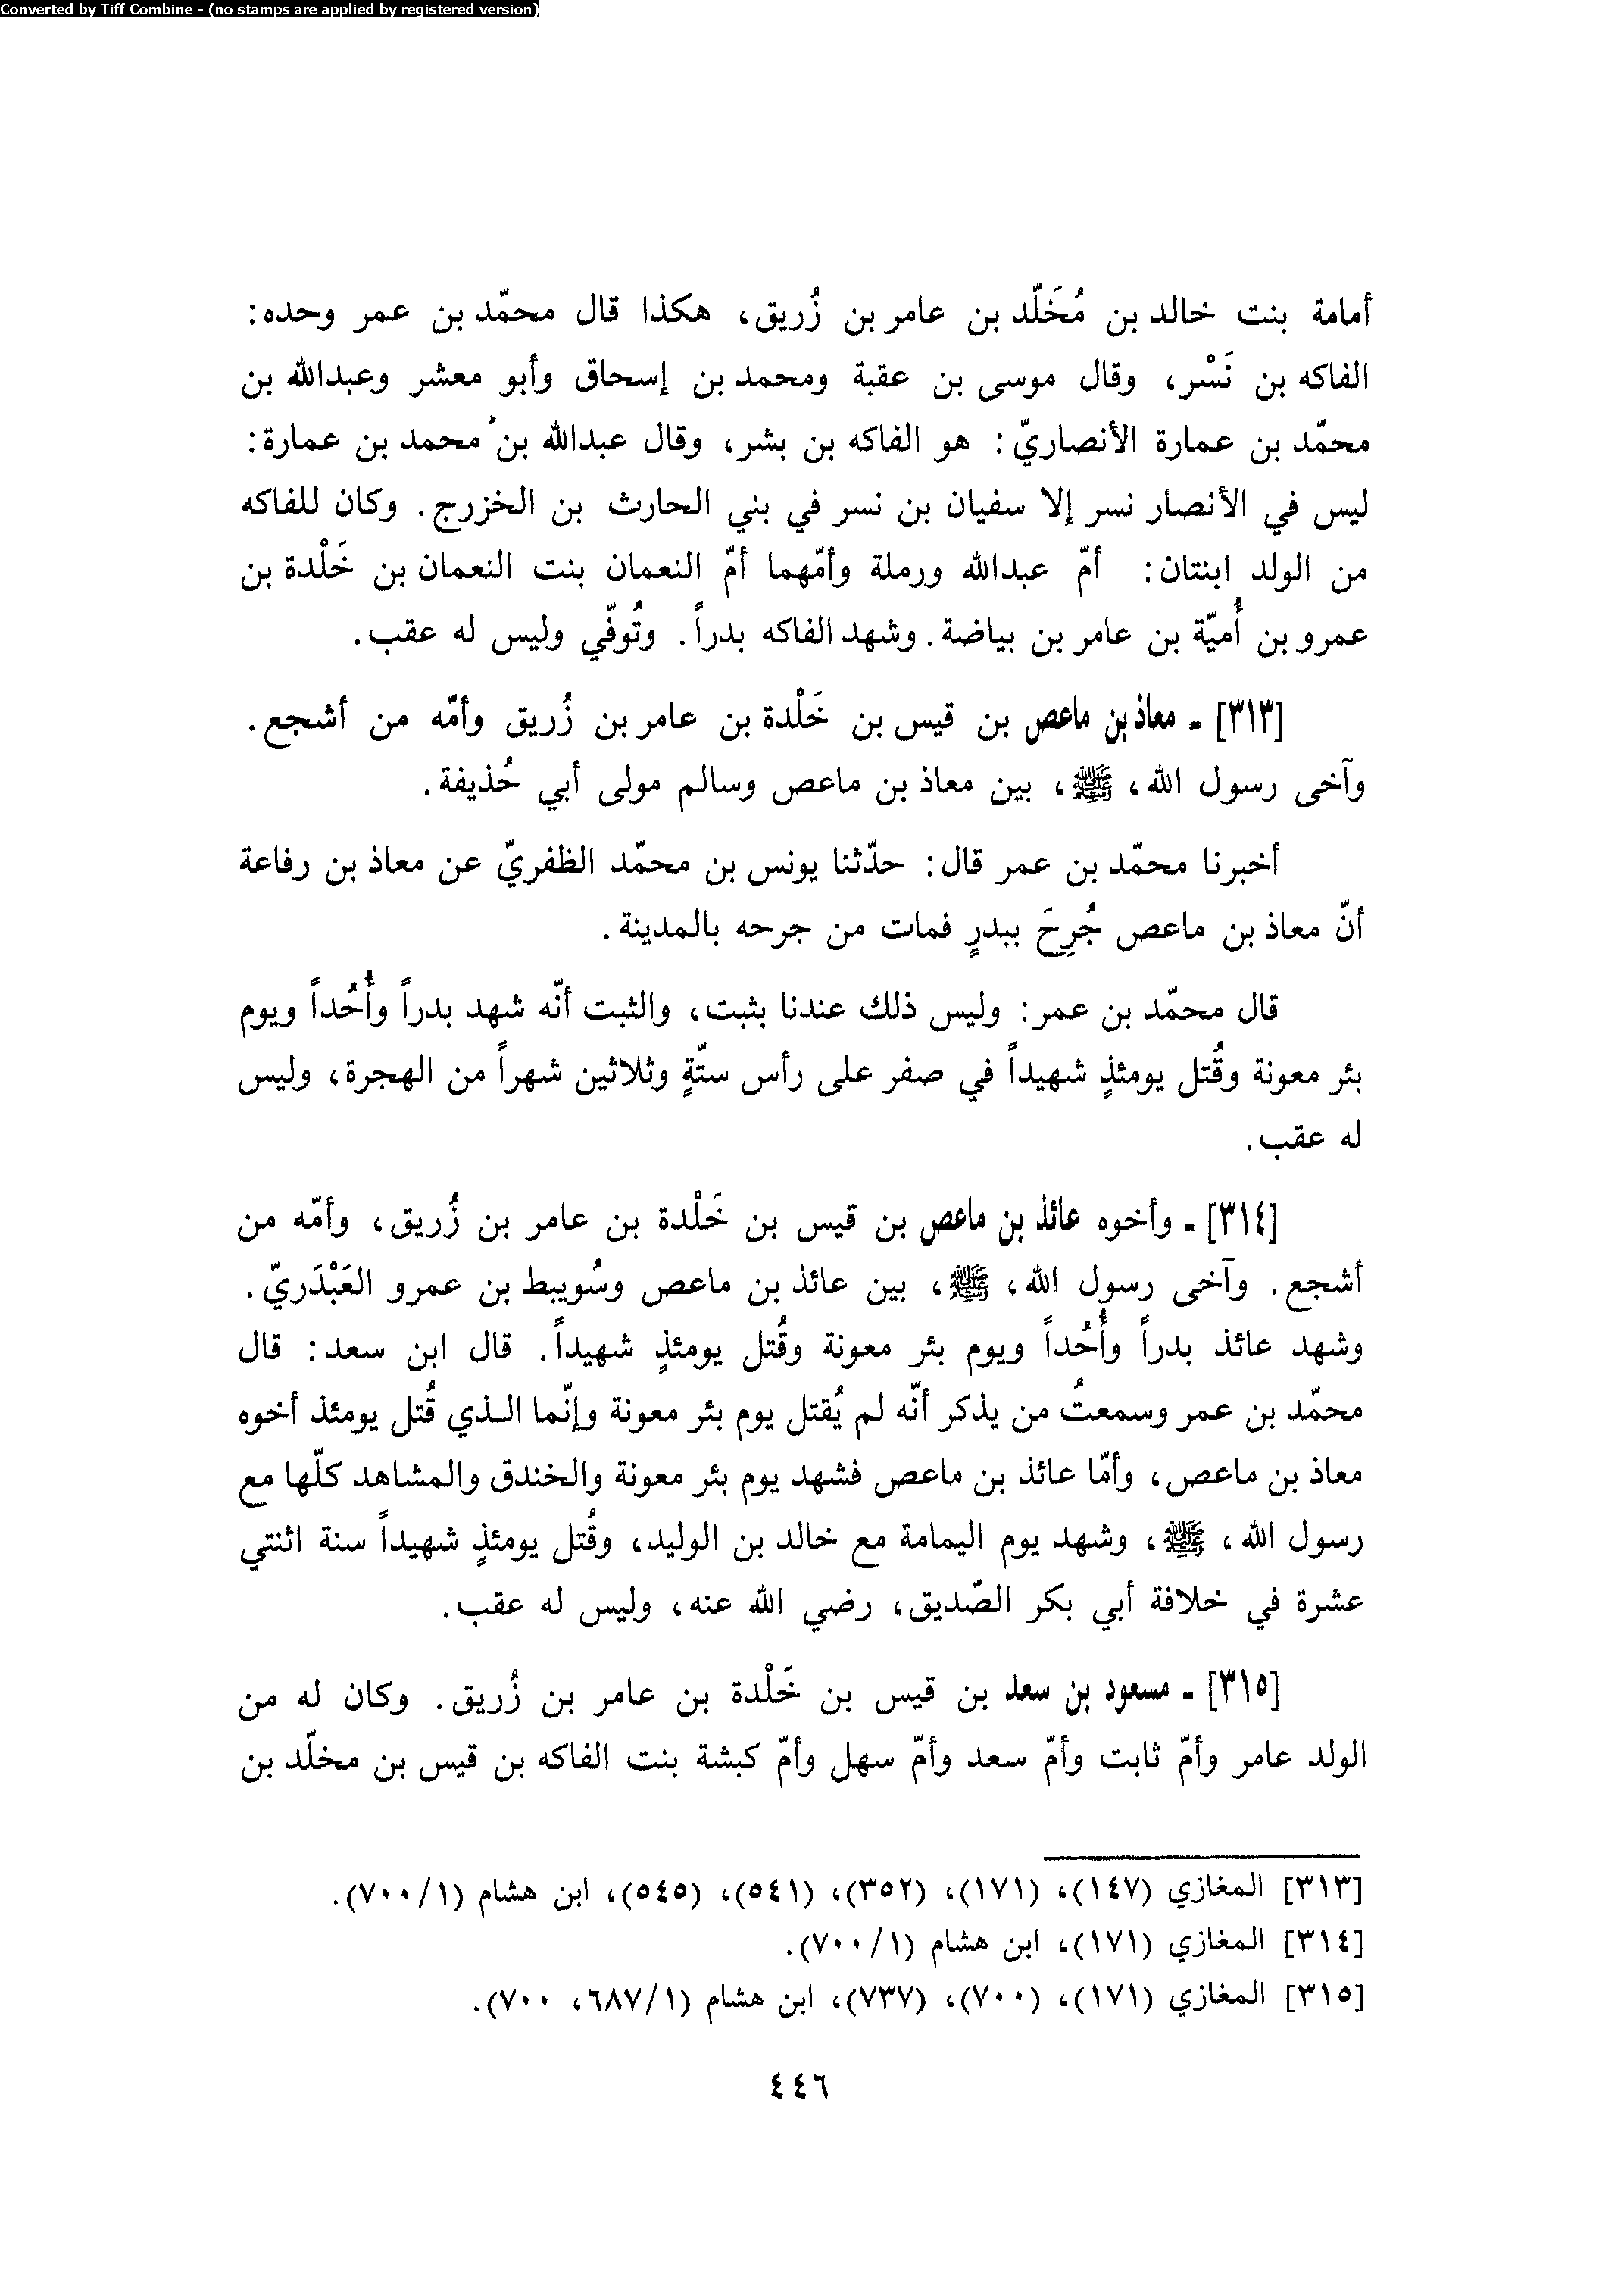 Converted by Tiff Combine - (no stamps are applied by registered version)
أمامة بنت خالد بن مُخَلّد بن عامر بن زُريق، هكذا قال محمّد بن عمر وحده:
الفاكه بن نَسْر، وقال موسى بن عقبة ومحمد بن إسحاق وأبو معشر وعبدالله بن
محمّد بن عمارة الأنصاريّ: هو الفاكه بن بشر، وقال عبدالله بن محمد بن عمارة:
ليس في الأنصار نسر إلا سفيان بن نسر في بني الحارث بن الخزرج. وكان للفاكه
من الولد ابنتان: أمّ عبدالله ورملة وأمّهما أمّ النعمان بنت النعمان بن خَلْدة بن
عمرو بن أُميّة بن عامر بن بياضة. وشهد الفاكه بدراً. وتُوفّي وليس له عقب.
[٣١٣] - معاذ بن ماعص بن قيس بن خَلْدة بن عامر بن زُريق وأمّه من أشجع.
وآخى رسول الله، ﷺ، بين معاذ بن ماعص وسالم مولى أبي حُذيفة.
أخبرنا محمّد بن عمر قال: حدّثنا يونس بن محمّد الظفريّ عن معاذ بن رفاعة
أنّ معاذ بن ماعص جُرِحَ ببدرٍ فمات من جرحه بالمدينة.
قال محمّد بن عمر: وليس ذلك عندنا بثبت، والثبت أنّه شهد بدراً وأُحُداً ويوم
بئر معونة وقُتل يومئذٍ شهيداً في صفر على رأس ستّةٍ وثلاثين شهراً من الهجرة، وليس
له عقب.
[٣١٤] - وأخوه عائذ بن ماعص بن قيس بن خَلْدة بن عامر بن زُريق، وأمّه من
أشجع. وآخى رسول الله، ﷺ، بين عائذ بن ماعص وسُويبط بن عمرو العَبْدَريّ.
وشهد عائذ بدراً وأُحُداً ويوم بئر معونة وقُتل يومئذٍ شهيداً. قال ابن سعد: قال
محمّد بن عمر وسمعتُ من يذكر أنّه لم يُقتل يوم بئر معونة وإنّما الـذي قُتل يومئذ أخوه
معاذ بن ماعص، وأمّا عائذ بن ماعص فشهد يوم بئر معونة والخندق والمشاهد كلّها مع
رسول الله، ﷺ، وشهد يوم اليمامة مع خالد بن الوليد، وقُتل يومئذٍ شهيداً سنة اثنتي
عشرة في خلافة أبي بكر الصّديق، رضي الله عنه، وليس له عقب.
[٣١٥] - مسعود بن سعد بن قيس بن خَلْدة بن عامر بن زُريق. وكان له من
الولد عامر وأمّ ثابت وأمّ سعد وأمّ سهل وأمّ كبشة بنت الفاكه بن قيس بن مخلّد بن
[٣١٣] المغازي (١٤٧)، (١٧١)، (٣٥٢)، (٥٤١)، (٥٤٥)، ابن هشام (٧٠٠/١).
[٣١٤] المغازي (١٧١)، ابن هشام (٧٠٠/١).
[٣١٥] المغازي (١٧١)، (٧٠٠)، (٧٣٧)، ابن هشام (٦٨٧/١، ٧٠٠).
٤٤٦